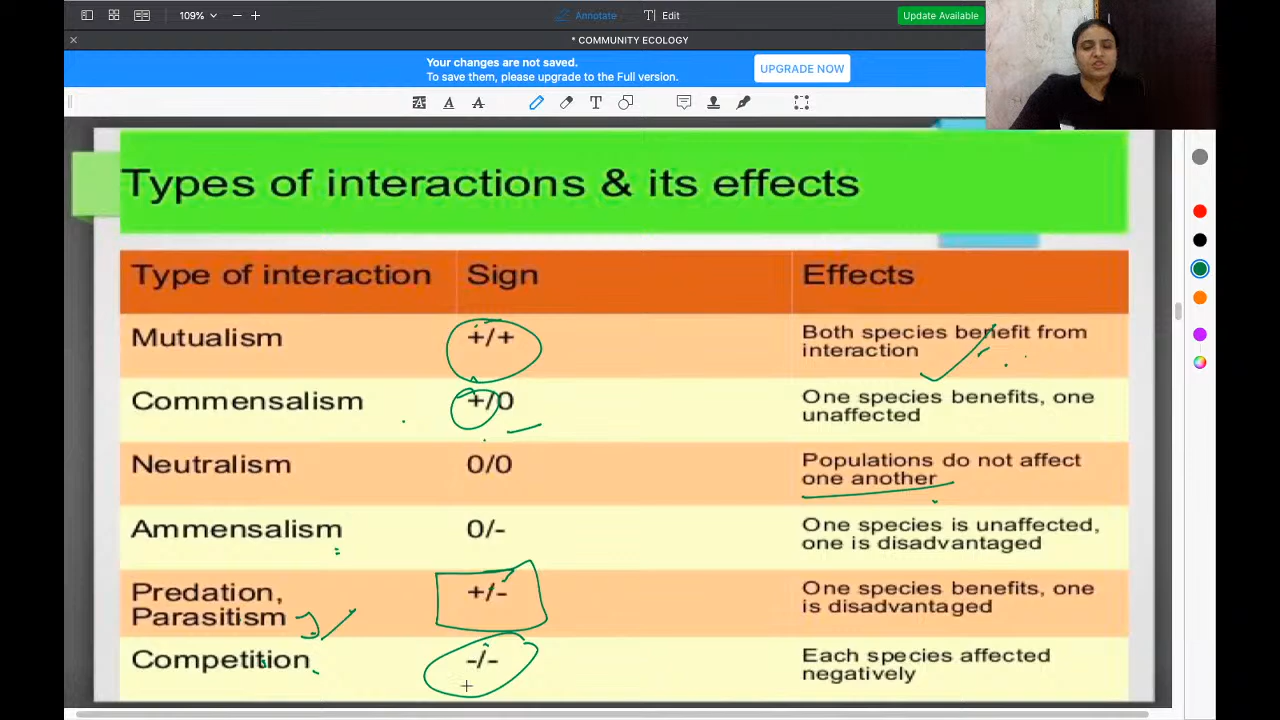 109%
Annotate
Edit
Update Available
* COMMUNITY ECOLOGY
Your changes are not saved.
To save them, please upgrade to the Full version.
UPGRADE NOW
A A T
Types of interactions & its effects
Type of interaction Sign Effects
Mutualism +/+ Both species benefit from
interaction
Commensalism +/0 One species benefits, one
unaffected
Neutralism 0/0 Populations do not affect
one another
Ammensalism 0/- One species is unaffected,
one is disadvantaged
Predation,
Parasitism +/- One species benefits, one
is disadvantaged
Competition -/- Each species affected
negatively